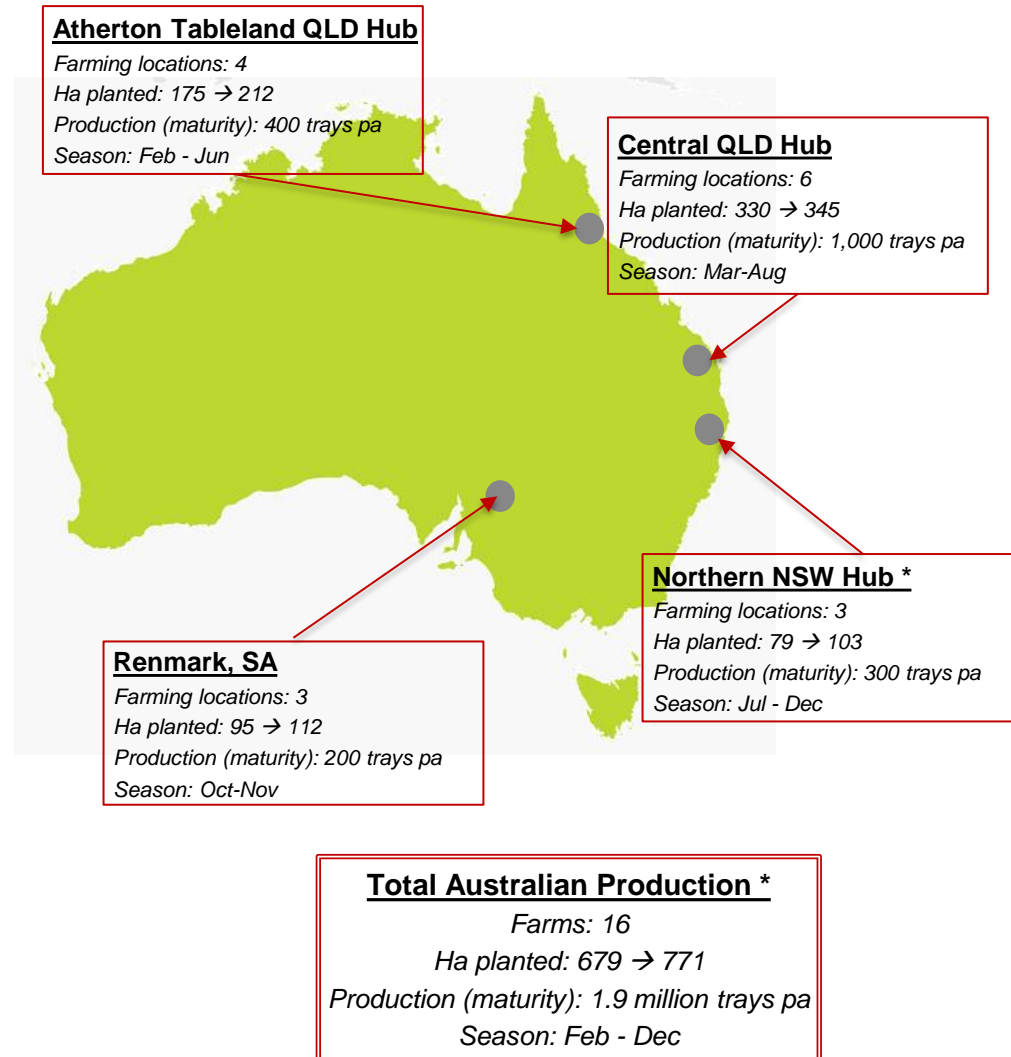 Atherton Tableland QLD Hub
Farming locations: 4
Ha planted: 175 → 212
Production (maturity): 400 trays pa
Season: Feb - Jun
Central QLD Hub
Farming locations: 6
Ha planted: 330 → 345
Production (maturity): 1,000 trays pa
Season: Mar-Aug
Northern NSW Hub *
Farming locations: 3
Ha planted: 79 → 103
Production (maturity): 300 trays pa
Season: Jul - Dec
Renmark, SA
Farming locations: 3
Ha planted: 95 → 112
Production (maturity): 200 trays pa
Season: Oct-Nov
Total Australian Production *
Farms: 16
Ha planted: 679 → 771
Production (maturity): 1.9 million trays pa
Season: Feb - Dec